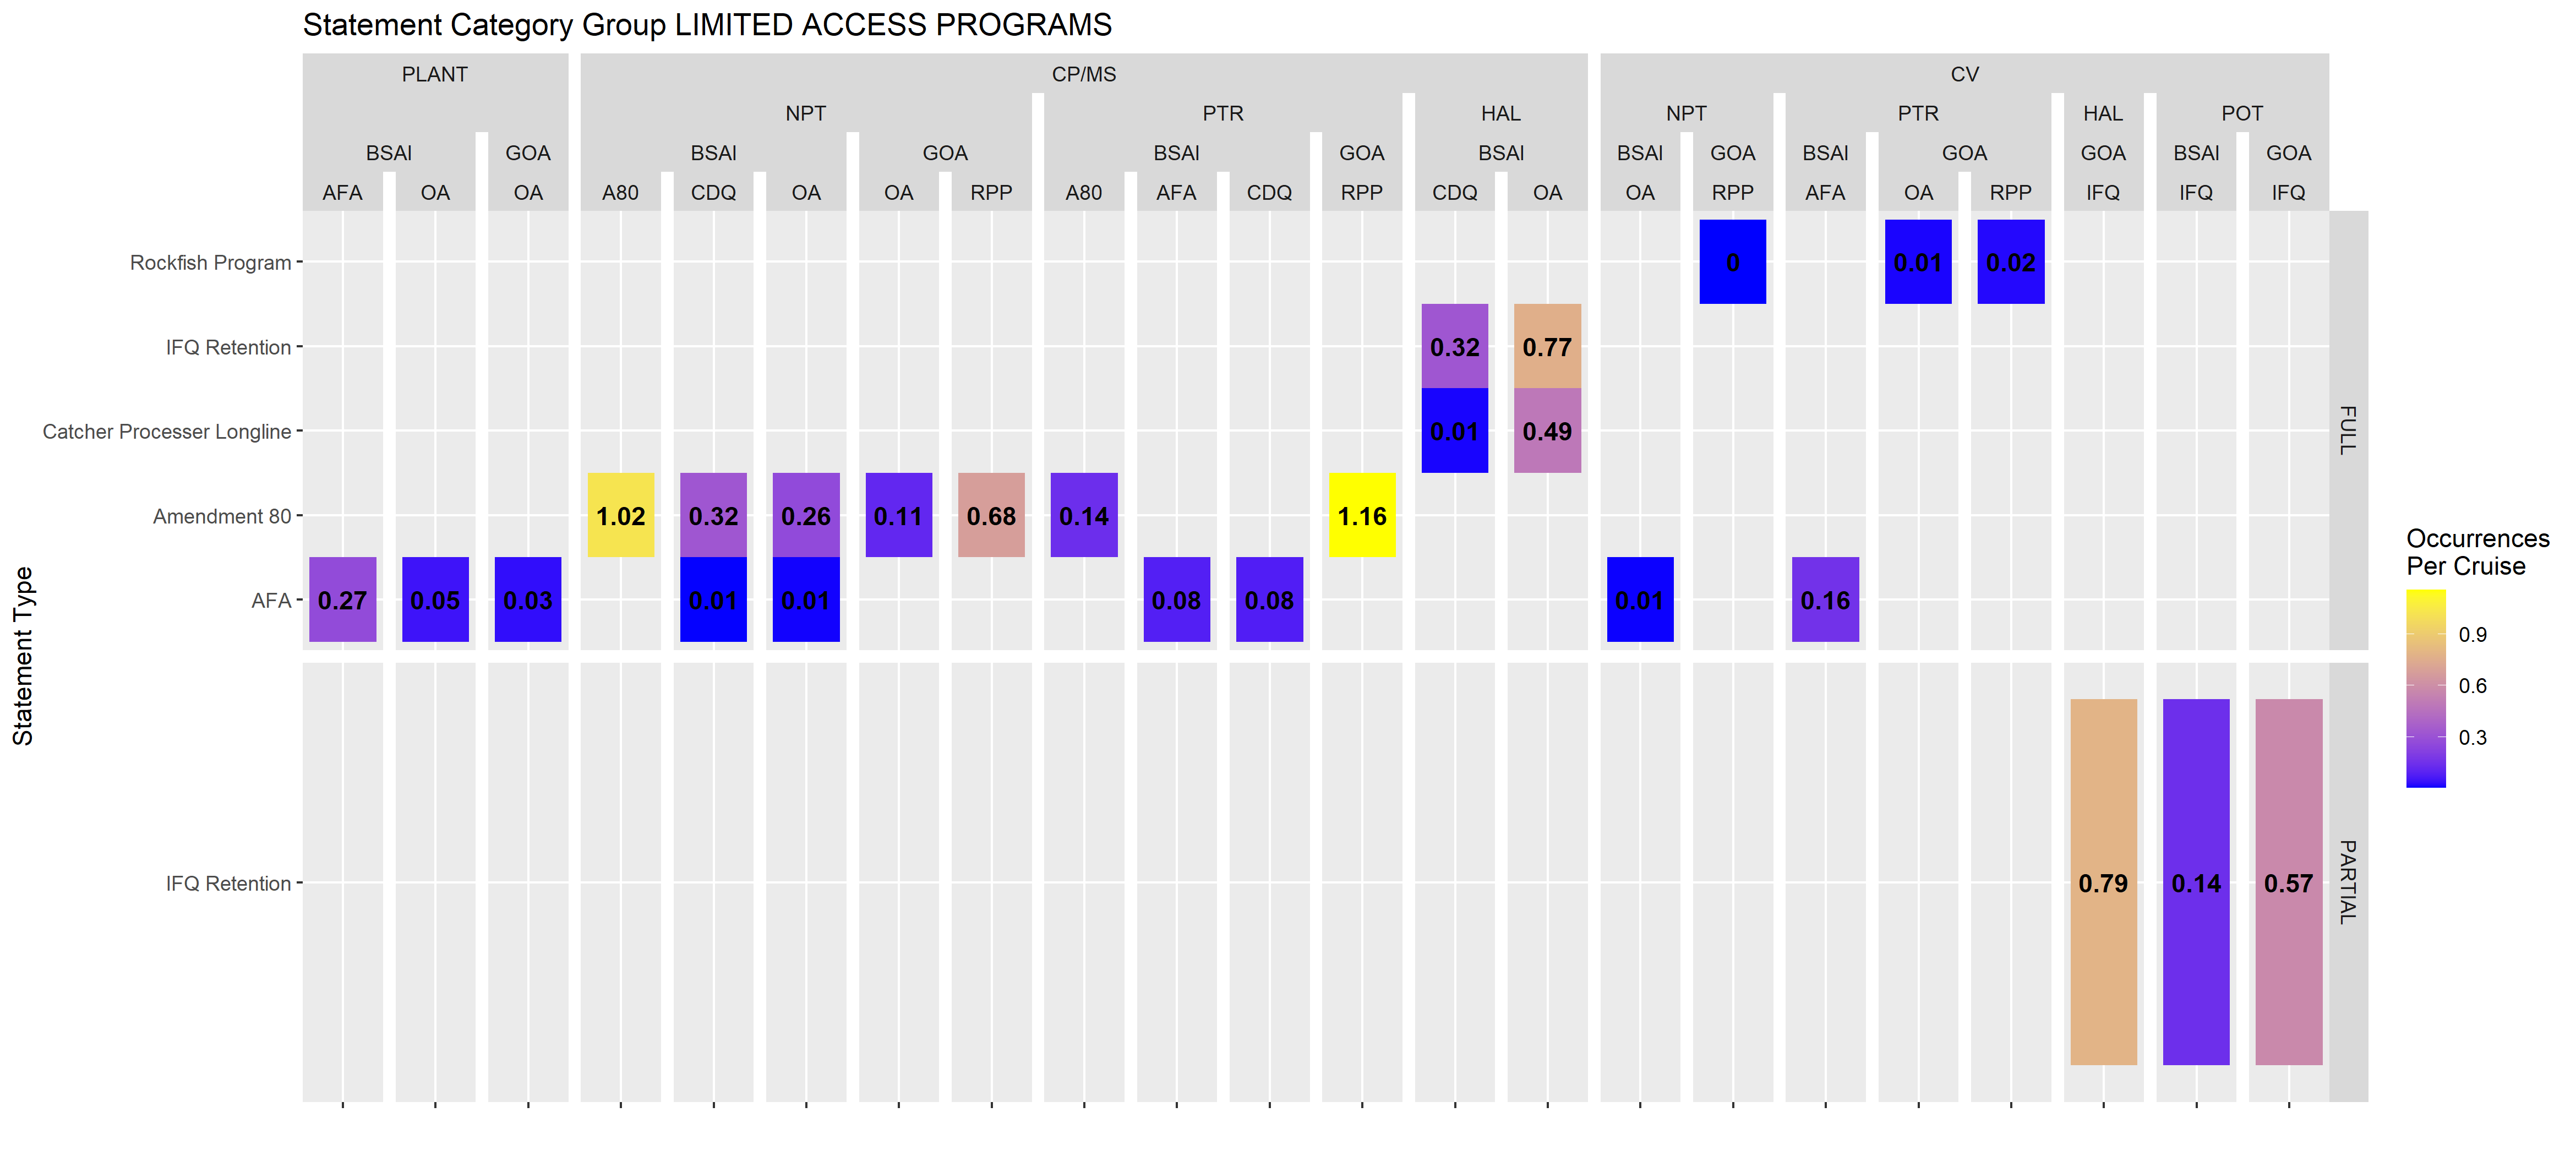 Statement Category Group LIMITED ACCESS PROGRAMS
PLANT CP/MS CV
NPT PTR HAL NPT PTR HAL POT
BSAI GOA BSAI GOA BSAI GOA BSAI BSAI GOA BSAI GOA GOA BSAI GOA
AFA OA OA A80 CDQ OA OA RPP A80 AFA CDQ RPP CDQ OA OA RPP AFA OA RPP IFQ IFQ IFQ
Rockfish Program 0 0.01 0.02
IFQ Retention 0.32 0.77
Catcher Processer Longline 0.01 0.49
Amendment 80 1.02 0.32 0.26 0.11 0.68 0.14 1.16
AFA 0.27 0.05 0.03 0.01 0.01 0.08 0.08 0.01 0.16
FULL
IFQ Retention 0.79 0.14 0.57
PARTIAL
Statement Type
Occurrences
Per Cruise
0.9
0.6
0.3